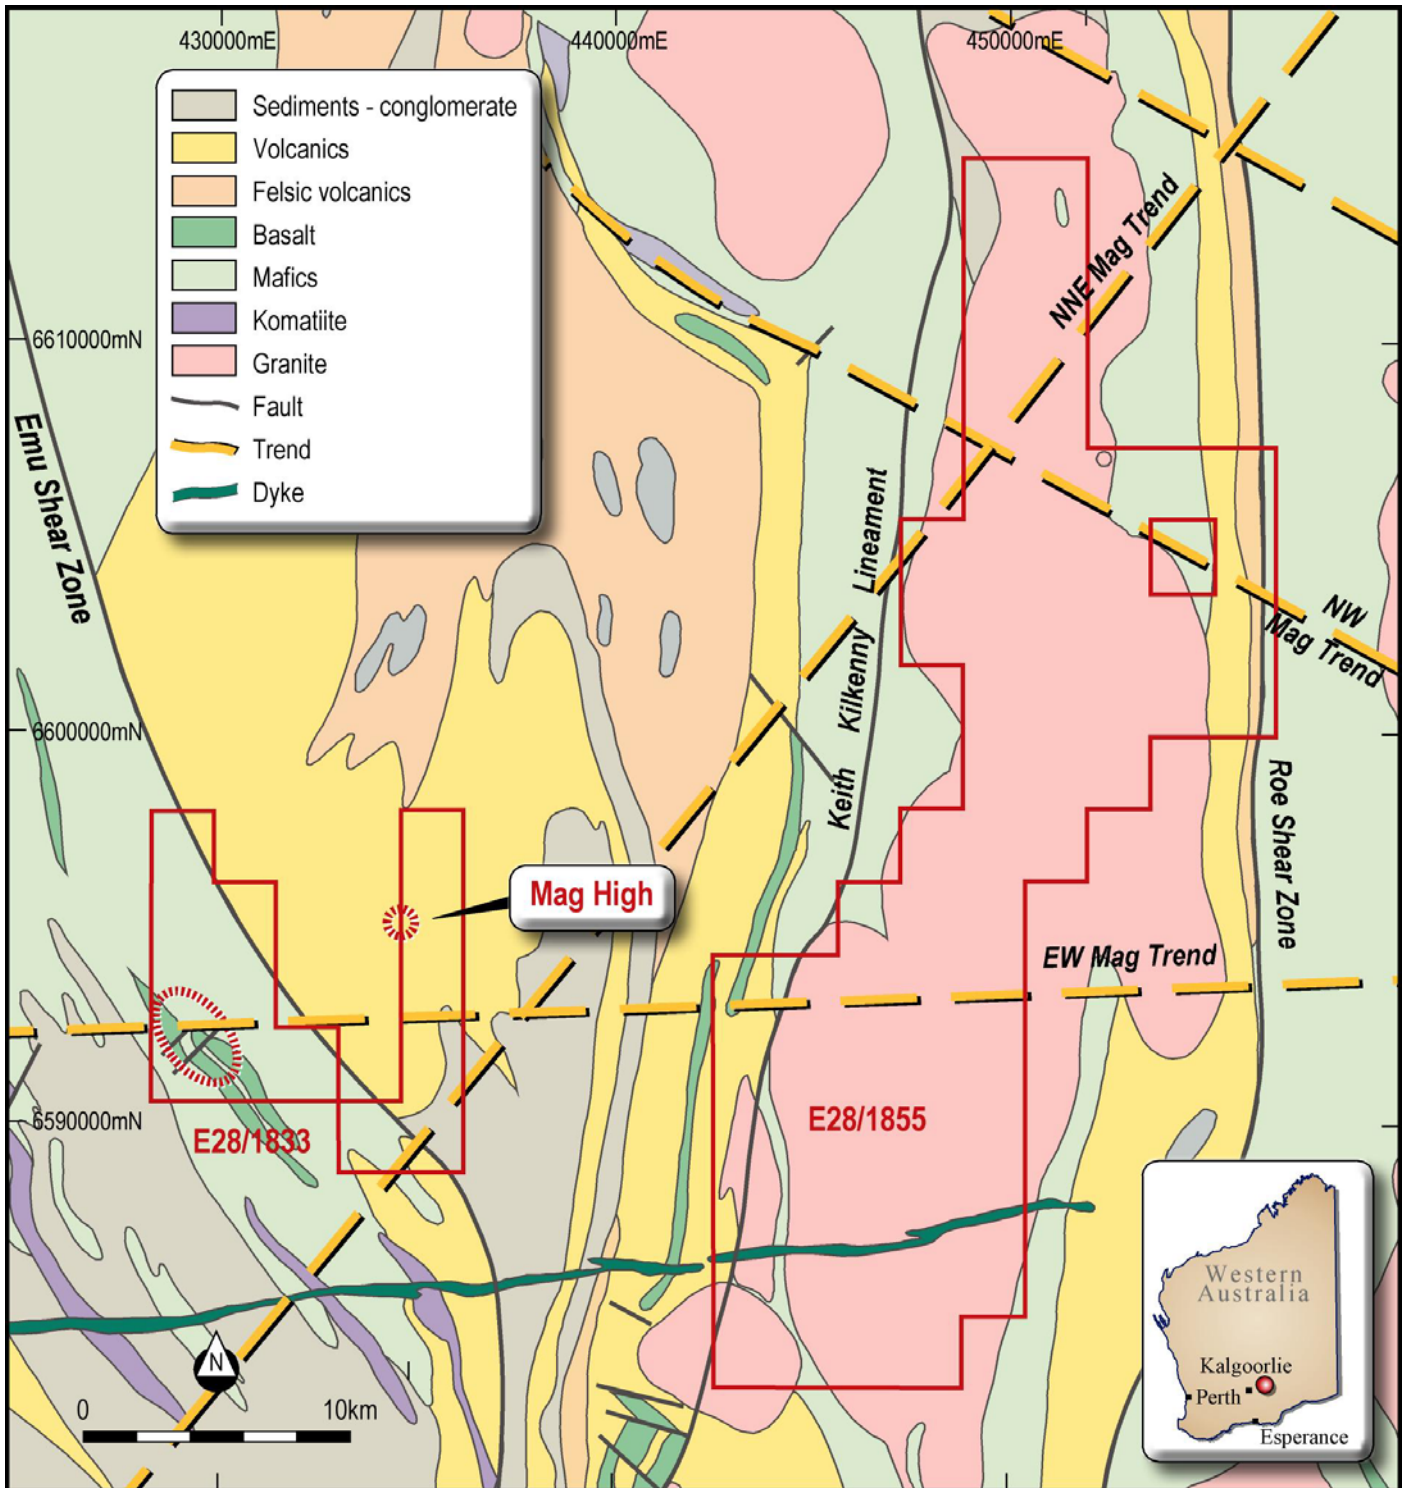 430000mE
440000mE
450000mE
Sediments - conglomerate
Volcanics
Felsic volcanics
Basalt
Mafics
Komatiite
Granite
Fault
Trend
Dyke
NNE Mag Trend
6610000mN
Emu Shear Zone
Keith Kilkenny Lineament
NW
Mag Trend
6600000mN
Roe Shear Zone
Mag High
EW Mag Trend
6590000mN
E28/1833
E28/1855
N
0
10km
Western
Australia
Kalgoorlie
Perth
Esperance